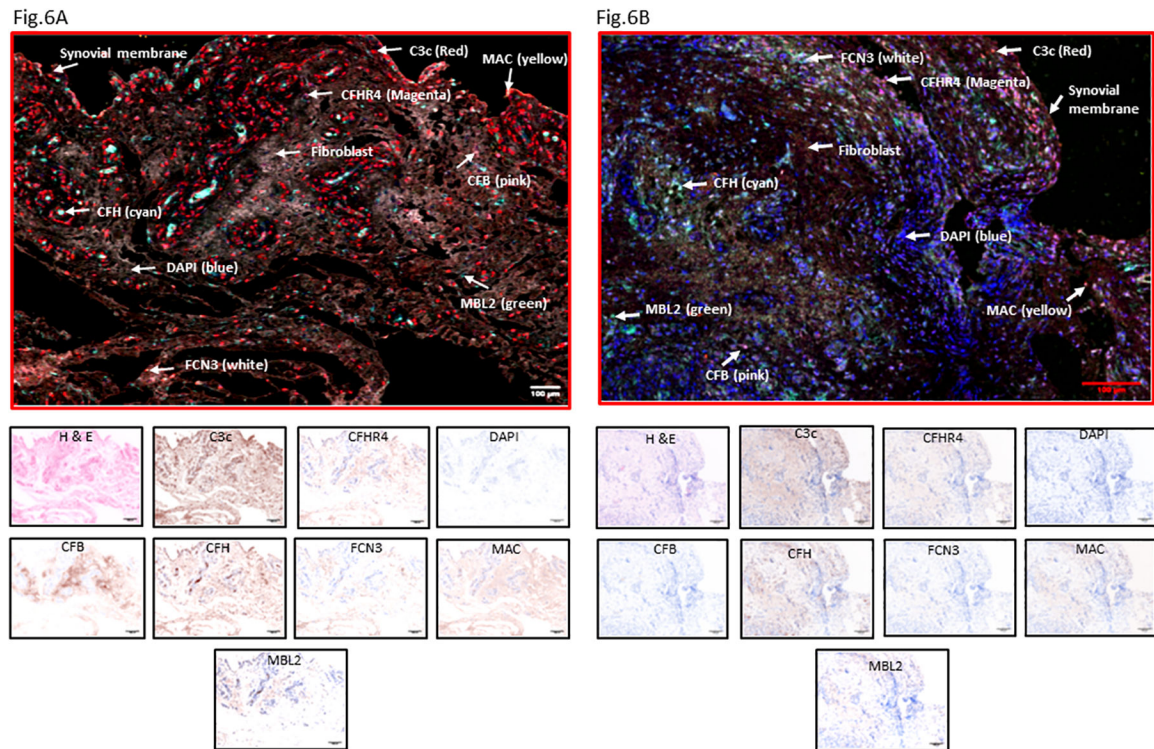 Fig.6A
Synovial membrane
C3c (Red)
MAC (yellow)
CFHR4 (Magenta)
Fibroblast
CFB (pink)
CFH (cyan)
DAPI (blue)
MBL2 (green)
FCN3 (white)
100 µm
H & E
C3c
CFHR4
DAPI
CFB
CFH
FCN3
MAC
MBL2
Fig.6B
C3c (Red)
FCN3 (white)
CFHR4 (Magenta)
Synovial
membrane
Fibroblast
CFH (cyan)
DAPI (blue)
MBL2 (green)
MAC (yellow)
CFB (pink)
100 µm
H & E
C3c
CFHR4
DAPI
CFB
CFH
FCN3
MAC
MBL2